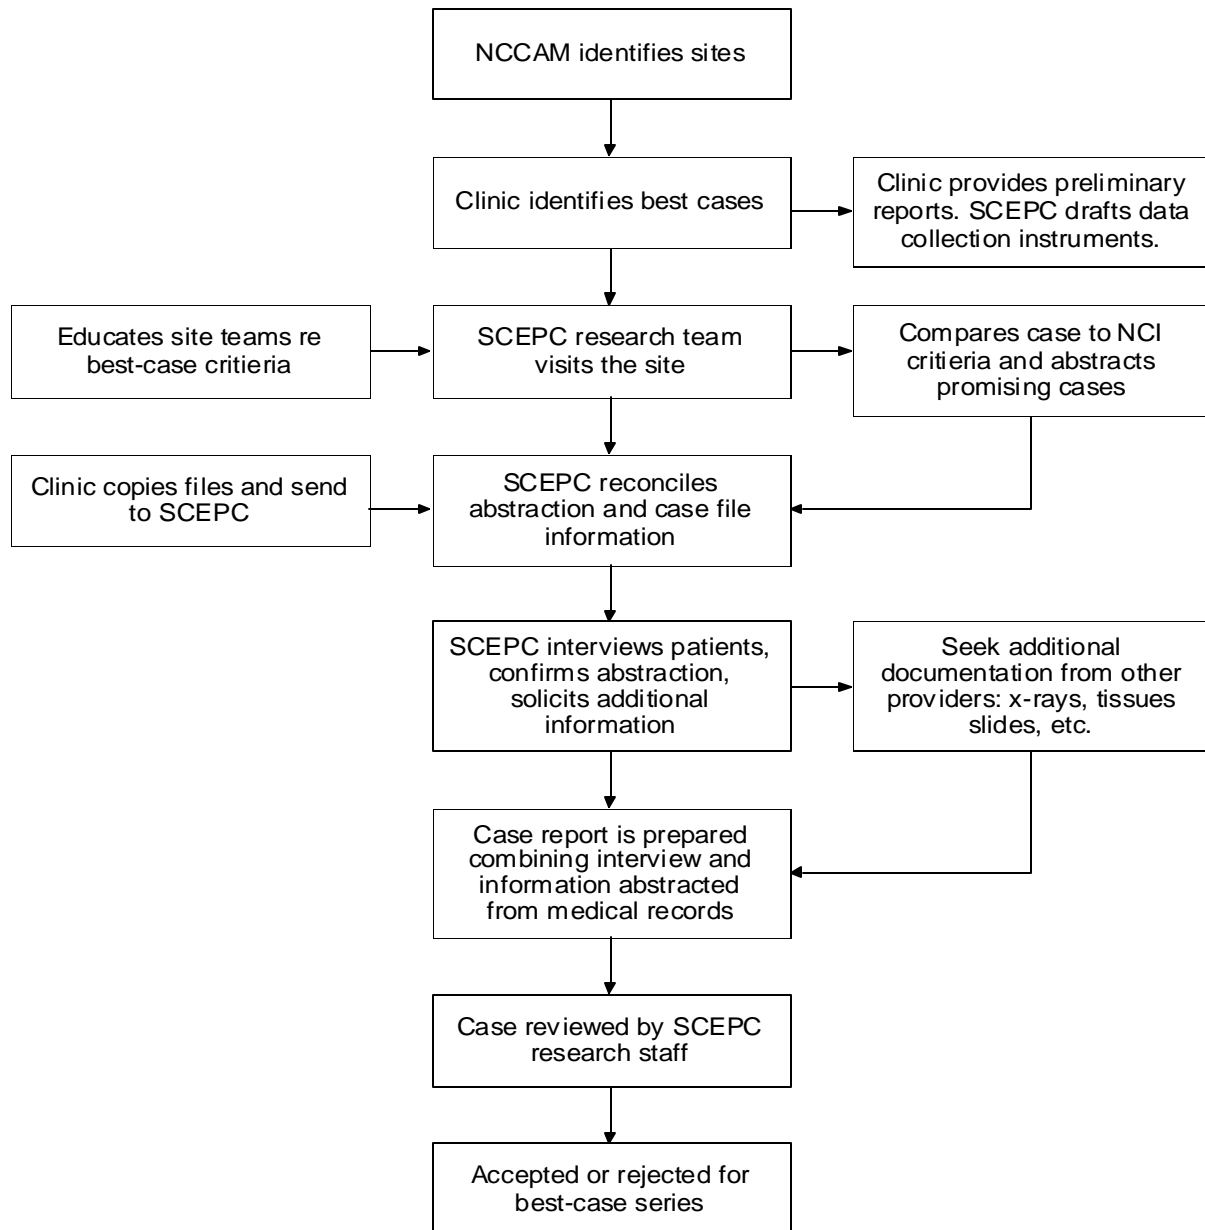 NCCAM identifies sites
Clinic identifies best cases
Clinic provides preliminary
reports. SCEPC drafts data
collection instruments.
Educates site teams re
best-case critieria
SCEPC research team
visits the site
Compares case to NCI
critieria and abstracts
promising cases
Clinic copies files and send
to SCEPC
SCEPC reconciles
abstraction and case file
information
SCEPC interviews patients,
confirms abstraction,
solicits additional
information
Seek additional
documentation from other
providers: x-rays, tissues
slides, etc.
Case report is prepared
combining interview and
information abstracted
from medical records
Case reviewed by SCEPC
research staff
Accepted or rejected for
best-case series